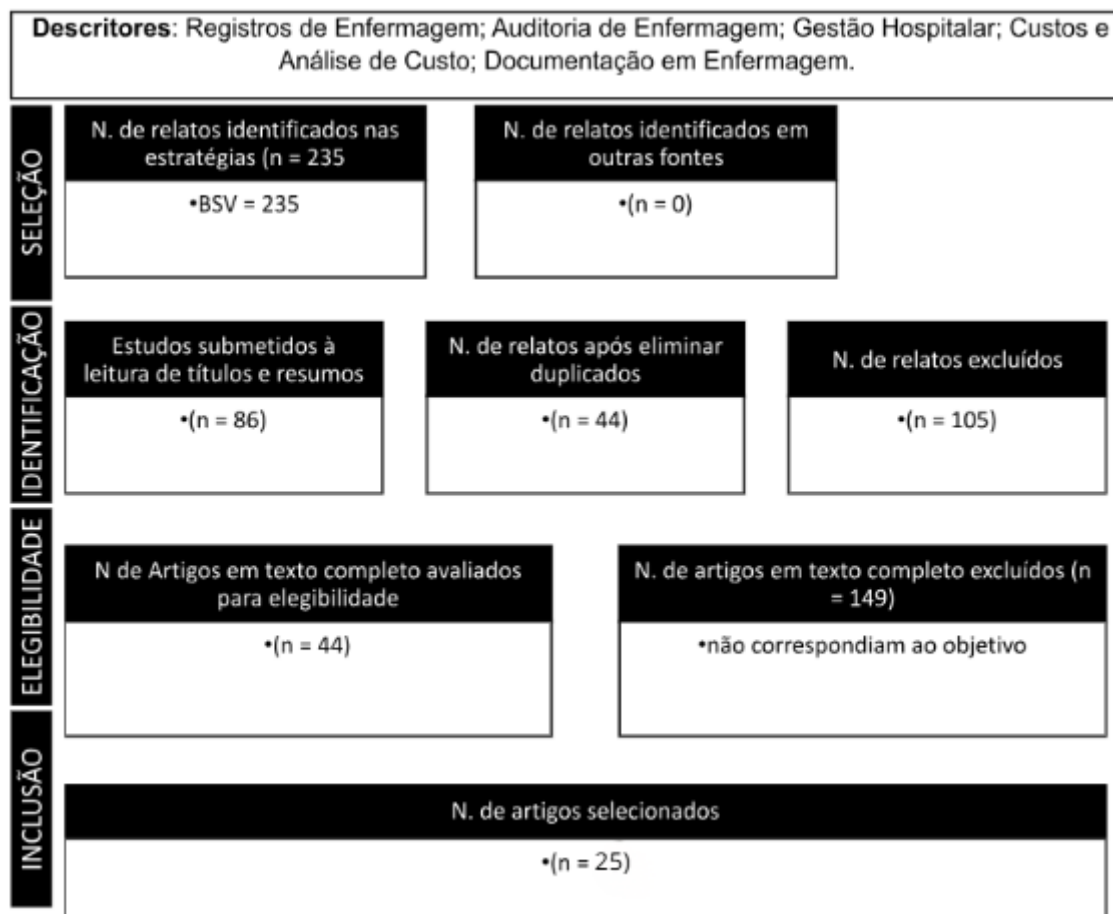 Descritores: Registros de Enfermagem; Auditoria de Enfermagem; Gestão Hospitalar; Custos e
Análise de Custo; Documentação em Enfermagem.
SELEÇÃO
N. de relatos identificados nas
estratégias (n = 235
•BSV = 235
N. de relatos identificados em
outras fontes
•(n = 0)
IDENTIFICAÇÃO
Estudos submetidos à
leitura de títulos e resumos
•(n = 86)
N. de relatos após eliminar
duplicados
•(n = 44)
N. de relatos excluídos
•(n = 105)
ELEGIBILIDADE
N de Artigos em texto completo avaliados
para elegibilidade
•(n = 44)
N. de artigos em texto completo excluídos (n
= 149)
•não correspondiam ao objetivo
INCLUSÃO
N. de artigos selecionados
•(n = 25)